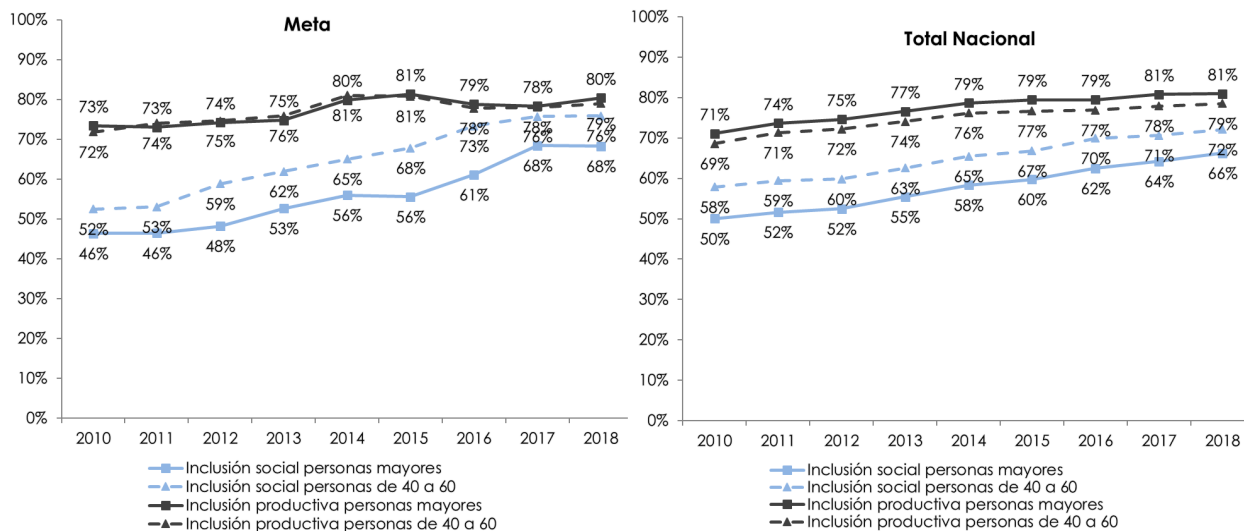 Meta
100%
90%
80%
70%
60%
50%
40%
30%
20%
10%
0%
73% 73% 74% 75% 80% 81% 79% 78% 80%
72% 74% 75% 76% 81% 81% 78% 78% 79%
52% 53% 59% 62% 65% 68% 73% 76% 76%
46% 46% 48% 53% 56% 56% 61% 68% 68%
2010 2011 2012 2013 2014 2015 2016 2017 2018
Inclusión social personas mayores
Inclusión social personas de 40 a 60
Inclusión productiva personas mayores
Inclusión productiva personas de 40 a 60
Total Nacional
100%
90%
80%
70%
60%
50%
40%
30%
20%
10%
0%
71% 74% 75% 77% 79% 79% 79% 81% 81%
69% 71% 72% 74% 76% 77% 77% 78% 79%
58% 59% 60% 63% 65% 67% 70% 71% 72%
50% 52% 52% 55% 58% 60% 62% 64% 66%
2010 2011 2012 2013 2014 2015 2016 2017 2018
Inclusión social personas mayores
Inclusión social personas de 40 a 60
Inclusión productiva personas mayores
Inclusión productiva personas de 40 a 60